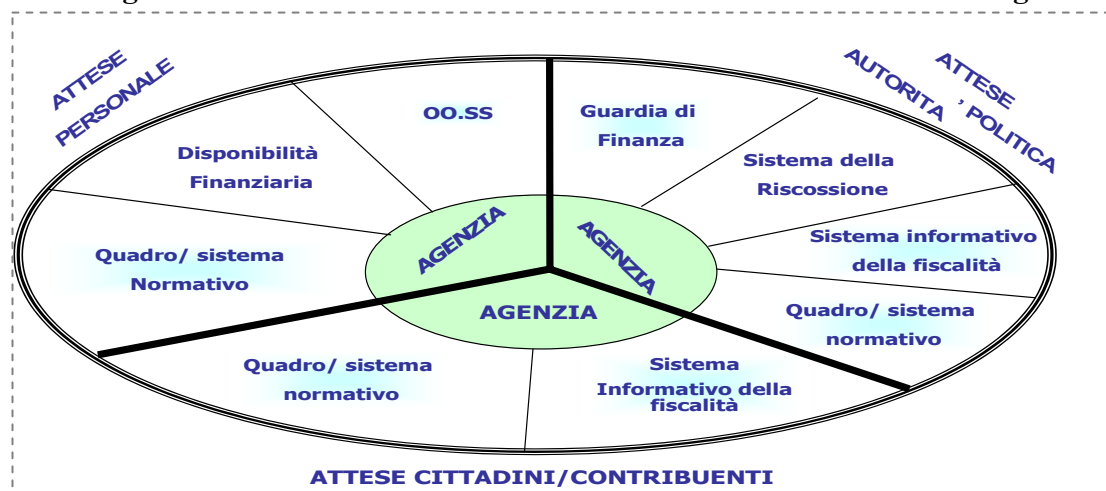 ATTESE
PERSONALE
ATTESE
AUTORITA' POLITICA
OO.SS
Guardia di
Finanza
Disponibilità
Finanziaria
Sistema della
Riscossione
Quadro/ sistema
Normativo
AGENZIA
AGENZIA
AGENZIA
Sistema informativo
della fiscalità
Quadro/ sistema
normativo
Quadro/ sistema
normativo
Sistema
Informativo della
fiscalità
ATTESE CITTADINI/CONTRIBUENTI